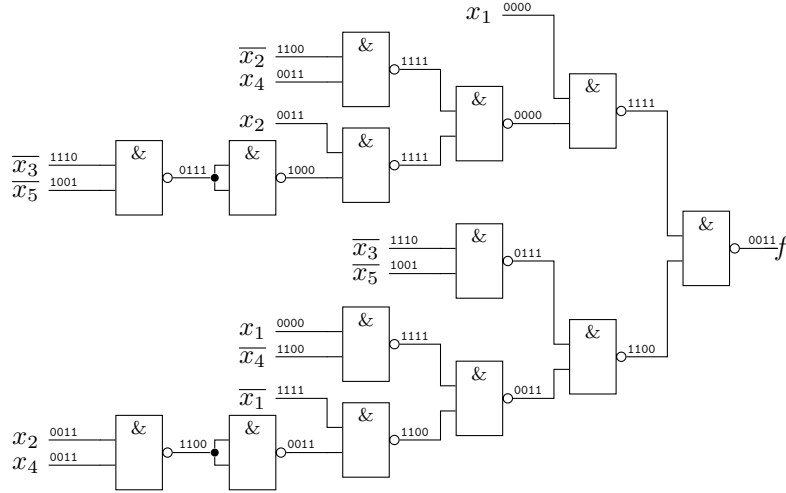 x₁ 0000
&
x̅₂ 1100
x₄ 0011
1111
&
&
0000
1111
x₂ 0011
&
&
&
1111
x̅₃ 1110
x̅₅ 1001
0111
1000
&
&
0011 f
x̅₃ 1110
x̅₅ 1001
0111
&
&
x₁ 0000
x̅₄ 1100
1111
1100
&
x̅₁ 1111
0011
&
&
&
x₂ 0011
x₄ 0011
1100
0011
1100